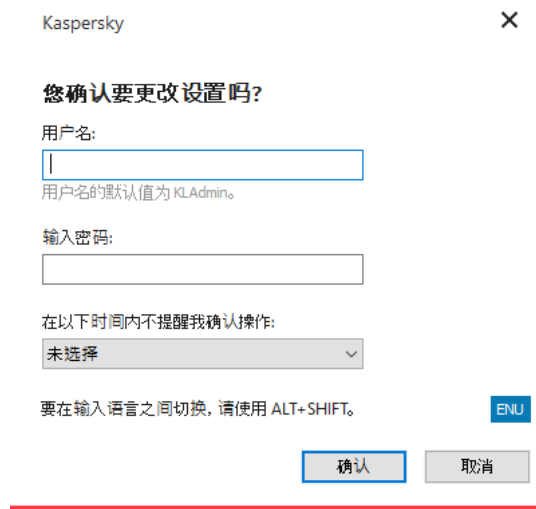 Kaspersky
您确认要更改设置吗?
用户名:
用户名的默认值为 KLAdmin。
输入密码:
在以下时间内不提醒我确认操作:
未选择
要在输入语言之间切换, 请使用 ALT+SHIFT。
ENU
确认
取消